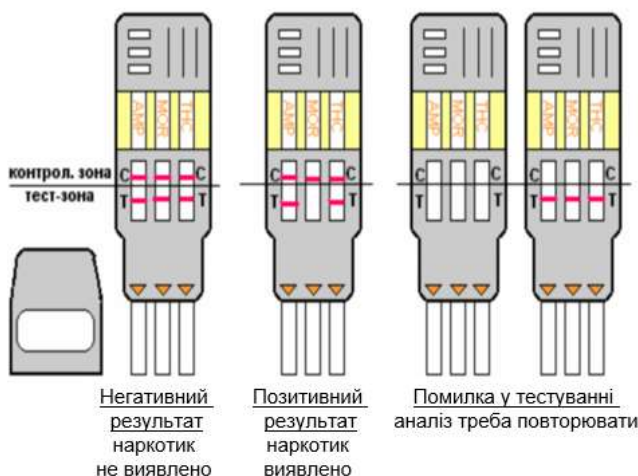 AMP MOR THC
AMP MOR THC
AMP MOR THC
AMP MOR THC
контрол. зона C C C C C C
тест-зона T T T T T T
Негативний
результат
наркотик
не виявлено
Позитивний
результат
наркотик
виявлено
Помилка у тестуванні
аналіз треба повторювати